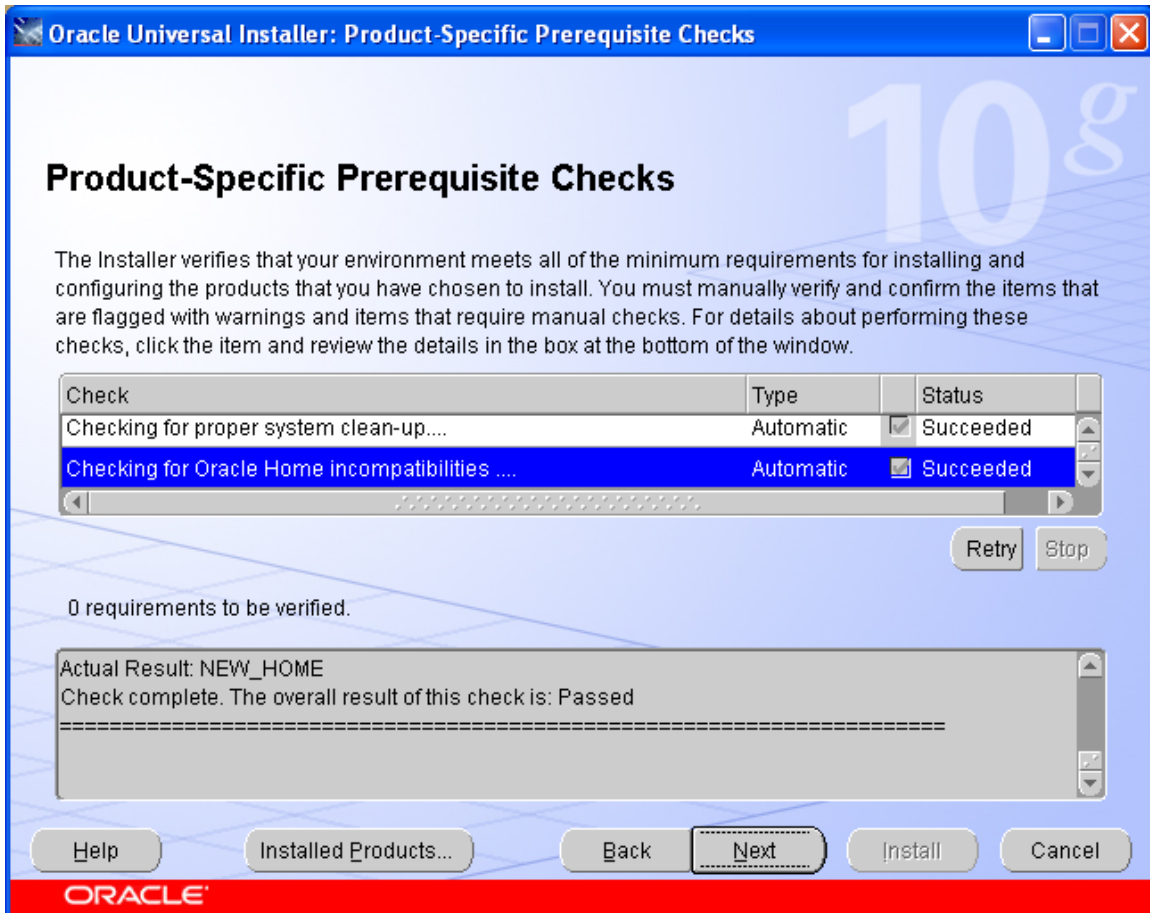 Oracle Universal Installer: Product-Specific Prerequisite Checks
10g
Product-Specific Prerequisite Checks
The Installer verifies that your environment meets all of the minimum requirements for installing and
configuring the products that you have chosen to install. You must manually verify and confirm the items that
are flagged with warnings and items that require manual checks. For details about performing these
checks, click the item and review the details in the box at the bottom of the window.
Check Type Status
Checking for proper system clean-up.... Automatic Succeeded
Checking for Oracle Home incompatibilities .... Automatic Succeeded
Retry Stop
0 requirements to be verified.
Actual Result: NEW_HOME
Check complete. The overall result of this check is: Passed
=======================================================================
Help Installed Products... Back Next Install Cancel
ORACLE